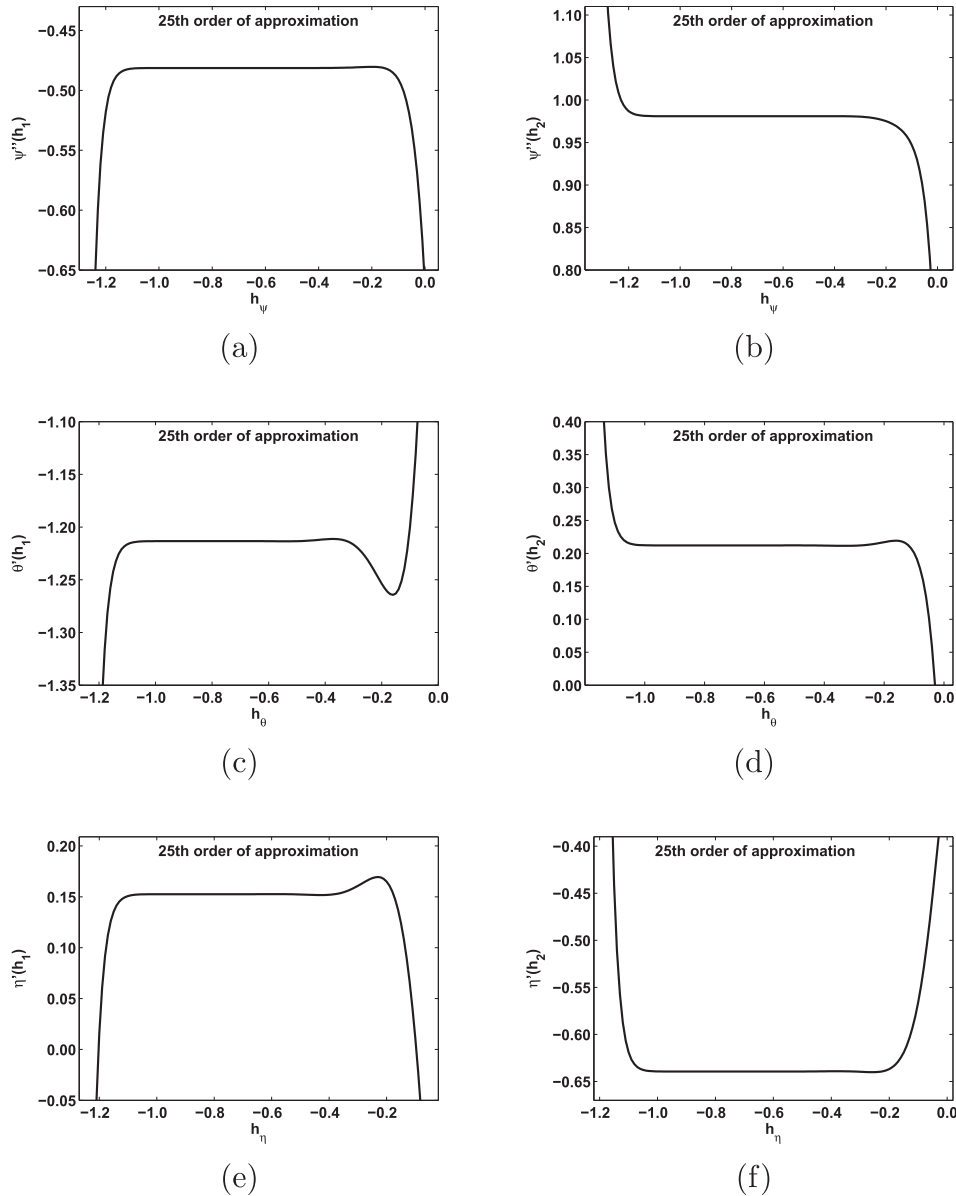 25th order of approximation
ψ''(h1)
−0.45
−0.50
−0.55
−0.60
−0.65
−1.2 −1.0 −0.8 −0.6 −0.4 −0.2 0.0
hψ
(a)
25th order of approximation
ψ''(h2)
1.10
1.05
1.00
0.95
0.90
0.85
0.80
−1.2 −1.0 −0.8 −0.6 −0.4 −0.2 0.0
hψ
(b)
25th order of approximation
θ'(h1)
−1.10
−1.15
−1.20
−1.25
−1.30
−1.35
−1.2 −1.0 −0.8 −0.6 −0.4 −0.2 0.0
hθ
(c)
25th order of approximation
θ'(h2)
0.40
0.35
0.30
0.25
0.20
0.15
0.10
0.05
0.00
−1.0 −0.8 −0.6 −0.4 −0.2 0.0
hθ
(d)
25th order of approximation
η'(h1)
0.20
0.15
0.10
0.05
0.00
−0.05
−1.2 −1.0 −0.8 −0.6 −0.4 −0.2
hη
(e)
25th order of approximation
η'(h2)
−0.40
−0.45
−0.50
−0.55
−0.60
−0.65
−1.2 −1.0 −0.8 −0.6 −0.4 −0.2 0.0
hη
(f)